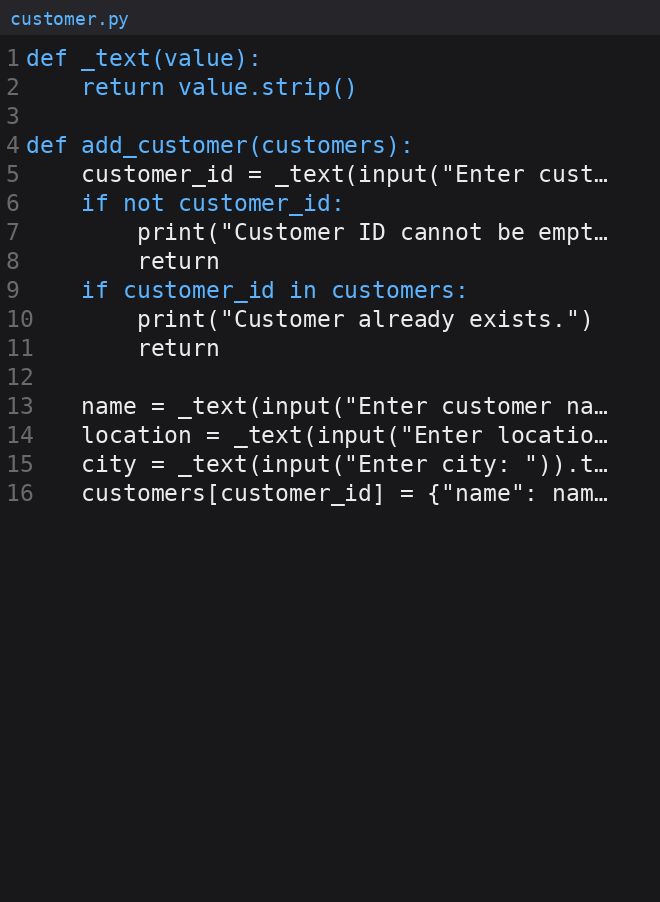 customer.py
1 def _text(value):
2     return value.strip()
3
4 def add_customer(customers):
5     customer_id = _text(input("Enter cust…
6     if not customer_id:
7         print("Customer ID cannot be empt…
8         return
9     if customer_id in customers:
10         print("Customer already exists.")
11         return
12
13     name = _text(input("Enter customer na…
14     location = _text(input("Enter locatio…
15     city = _text(input("Enter city: ")).t…
16     customers[customer_id] = {"name": nam…